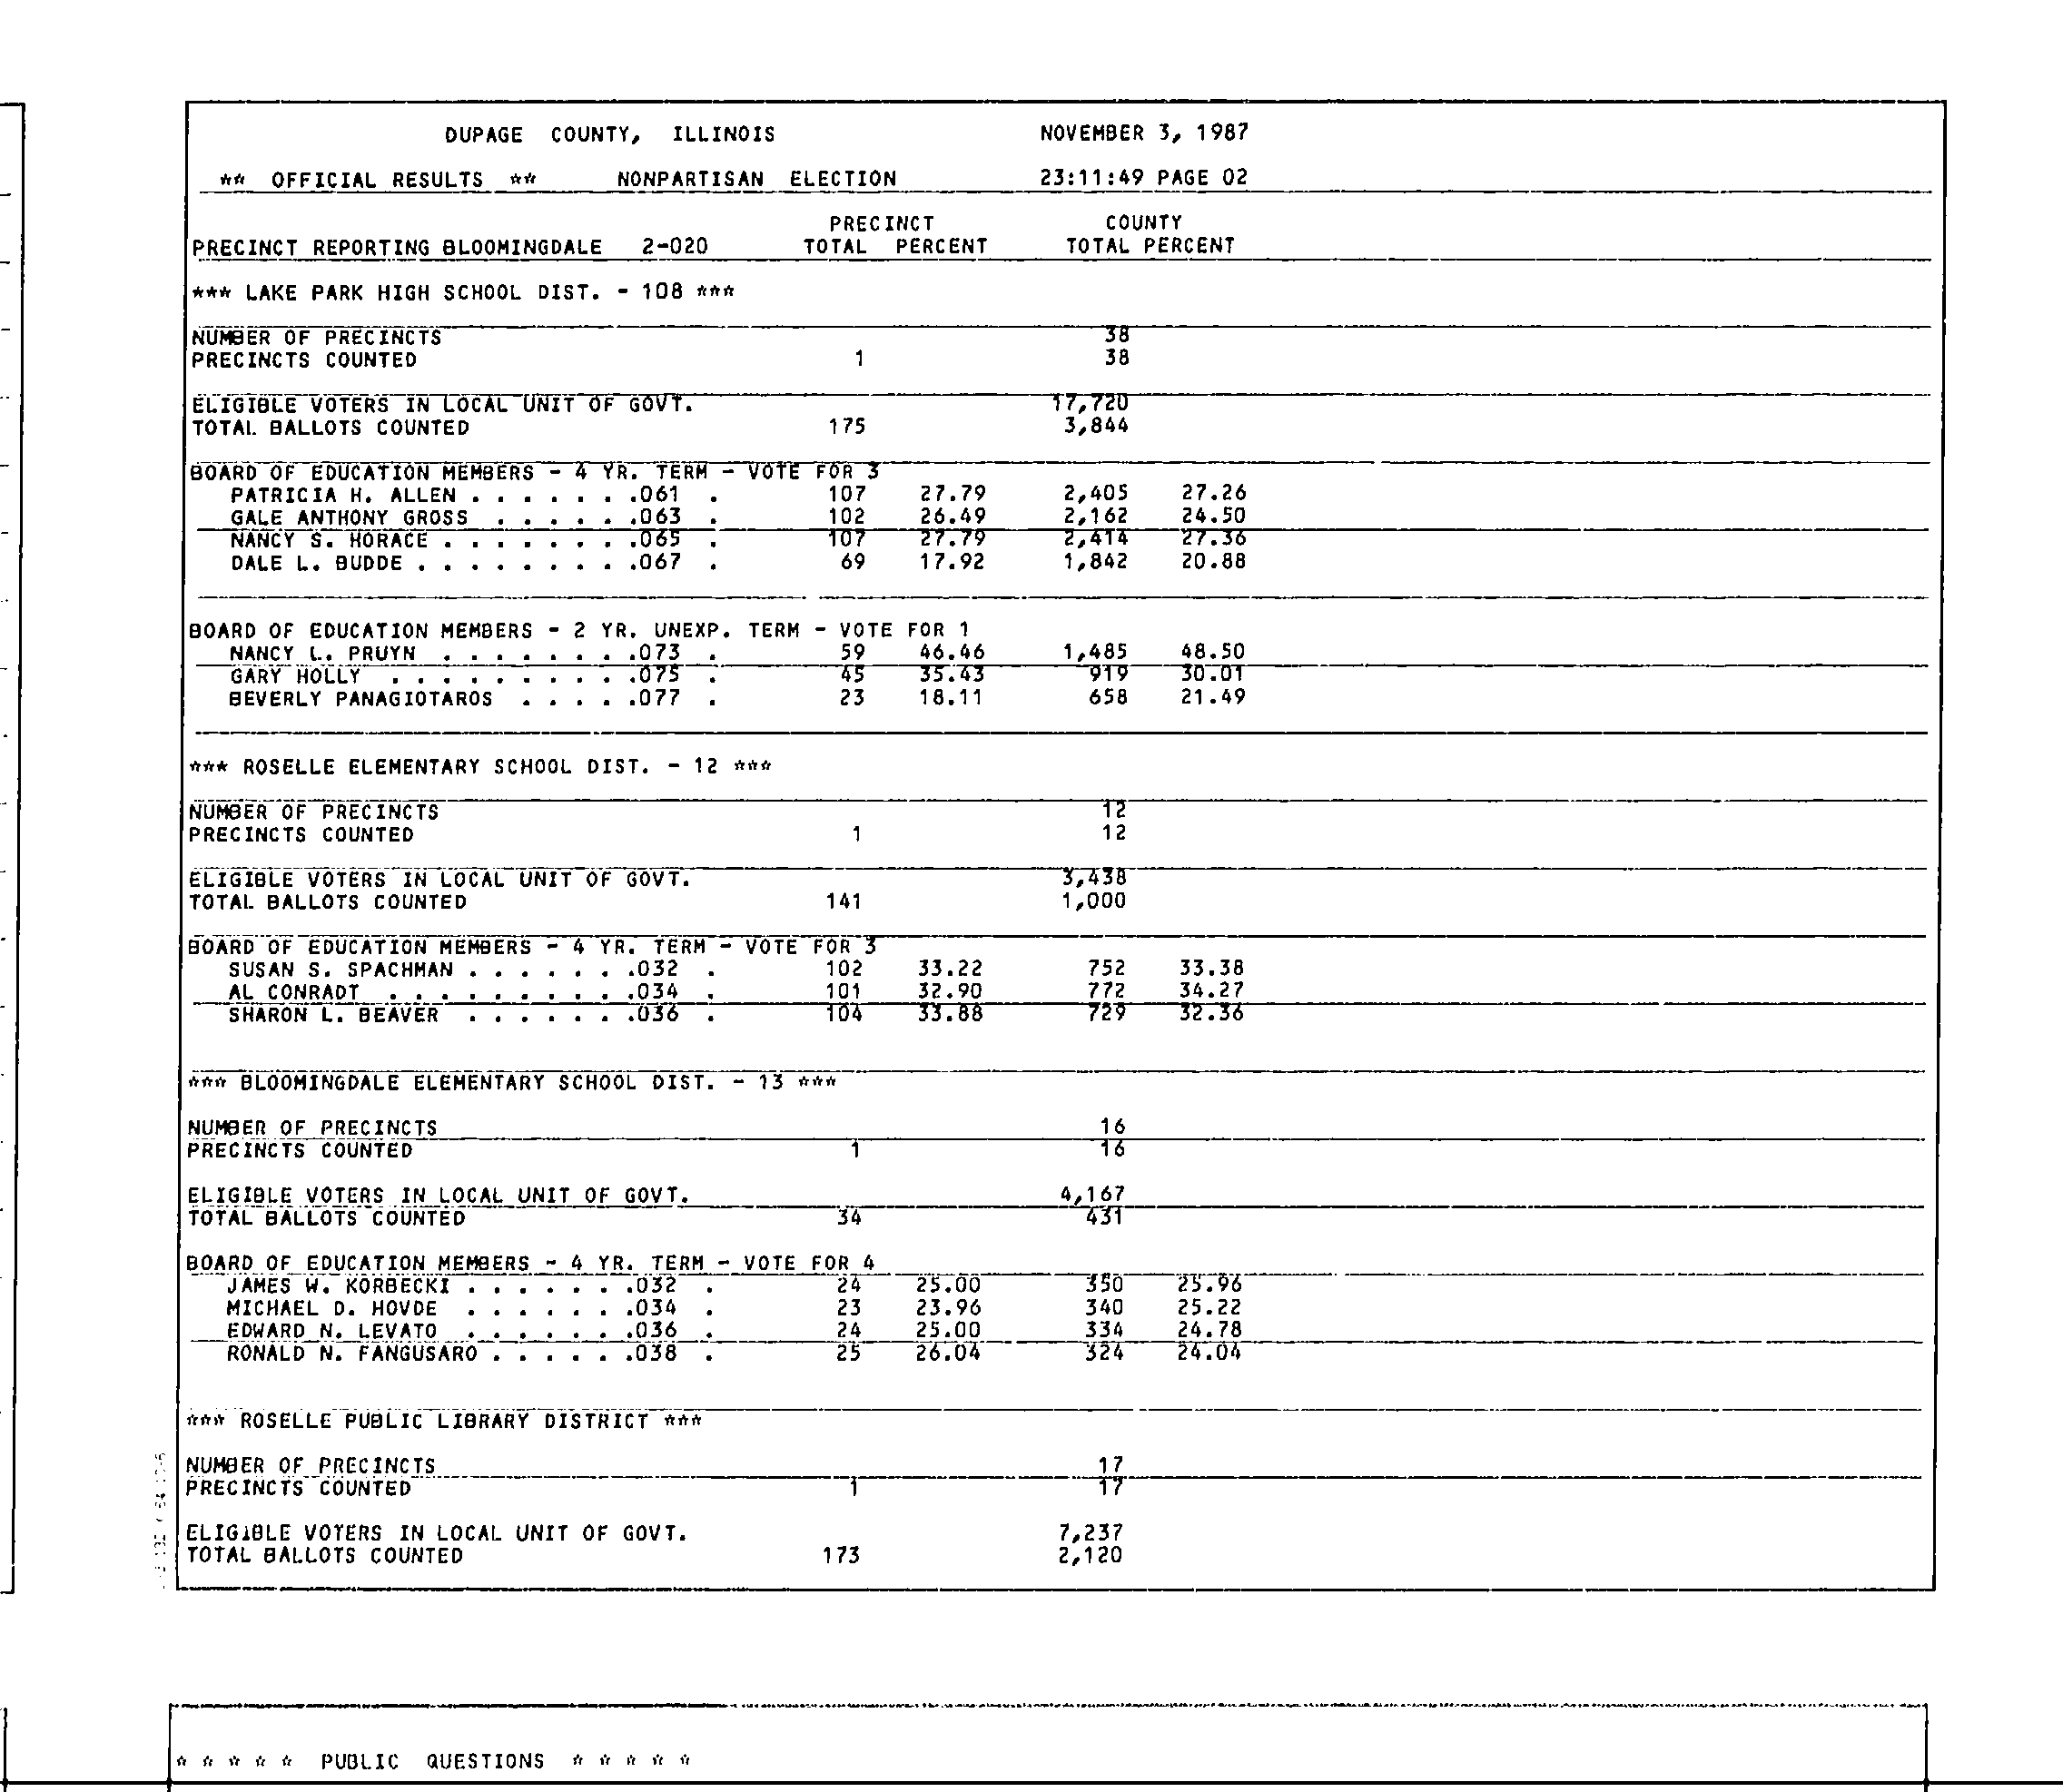 DUPAGE COUNTY, ILLINOIS NOVEMBER 3, 1987
** OFFICIAL RESULTS ** NONPARTISAN ELECTION 23:11:49 PAGE 02
PRECINCT COUNTY
PRECINCT REPORTING BLOOMINGDALE 2-020 TOTAL PERCENT TOTAL PERCENT
*** LAKE PARK HIGH SCHOOL DIST. - 108 ***
NUMBER OF PRECINCTS 38
PRECINCTS COUNTED 1 38
ELIGIBLE VOTERS IN LOCAL UNIT OF GOVT. 17,720
TOTAL BALLOTS COUNTED 175 3,844
BOARD OF EDUCATION MEMBERS - 4 YR. TERM - VOTE FOR 3
PATRICIA H. ALLEN . . . . . . .061 . 107 27.79 2,405 27.26
GALE ANTHONY GROSS . . . . . .063 . 102 26.49 2,162 24.50
NANCY S. HORACE . . . . . . . .065 . 107 27.79 2,414 27.36
DALE L. BUDDE . . . . . . . . .067 . 69 17.92 1,842 20.88
BOARD OF EDUCATION MEMBERS - 2 YR. UNEXP. TERM - VOTE FOR 1
NANCY L. PRUYN . . . . . . . .073 . 59 46.46 1,485 48.50
GARY HOLLY . . . . . . . . . .075 . 45 35.43 919 30.01
BEVERLY PANAGIOTAROS . . . . .077 . 23 18.11 658 21.49
*** ROSELLE ELEMENTARY SCHOOL DIST. - 12 ***
NUMBER OF PRECINCTS 12
PRECINCTS COUNTED 1 12
ELIGIBLE VOTERS IN LOCAL UNIT OF GOVT. 3,438
TOTAL BALLOTS COUNTED 141 1,000
BOARD OF EDUCATION MEMBERS - 4 YR. TERM - VOTE FOR 3
SUSAN S. SPACHMAN . . . . . . .032 . 102 33.22 752 33.38
AL CONRADT . . . . . . . . . .034 . 101 32.90 772 34.27
SHARON L. BEAVER . . . . . . .036 . 104 33.88 729 32.36
*** BLOOMINGDALE ELEMENTARY SCHOOL DIST. - 13 ***
NUMBER OF PRECINCTS 16
PRECINCTS COUNTED 1 16
ELIGIBLE VOTERS IN LOCAL UNIT OF GOVT. 4,167
TOTAL BALLOTS COUNTED 34 431
BOARD OF EDUCATION MEMBERS - 4 YR. TERM - VOTE FOR 4
JAMES W. KORBECKI . . . . . . .032 . 24 25.00 350 25.96
MICHAEL D. HOVDE . . . . . . .034 . 23 23.96 340 25.22
EDWARD N. LEVATO . . . . . . .036 . 24 25.00 334 24.78
RONALD N. FANGUSARO . . . . . .038 . 25 26.04 324 24.04
*** ROSELLE PUBLIC LIBRARY DISTRICT ***
NUMBER OF PRECINCTS 17
PRECINCTS COUNTED 1 17
ELIGIBLE VOTERS IN LOCAL UNIT OF GOVT. 7,237
TOTAL BALLOTS COUNTED 173 2,120
* * * * * PUBLIC QUESTIONS * * * * *